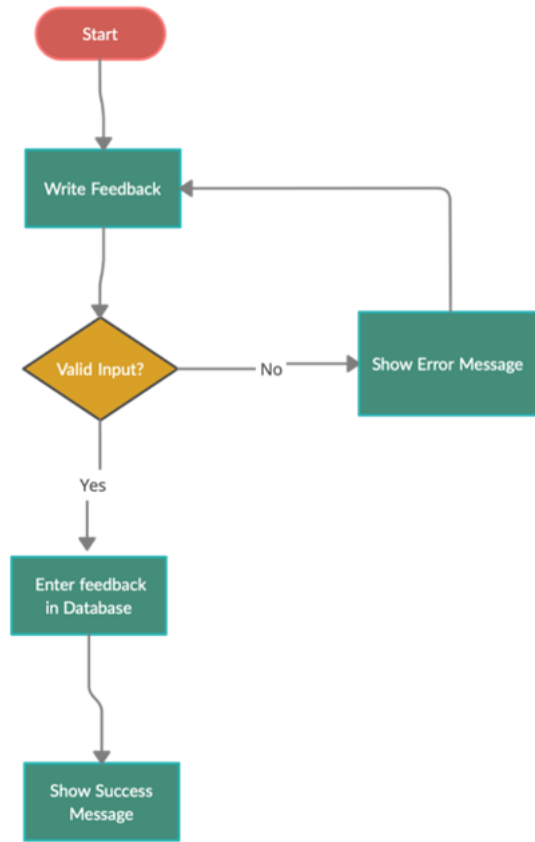 Start
Write Feedback
Valid Input?
No
Show Error Message
Yes
Enter feedback
in Database
Show Success
Message